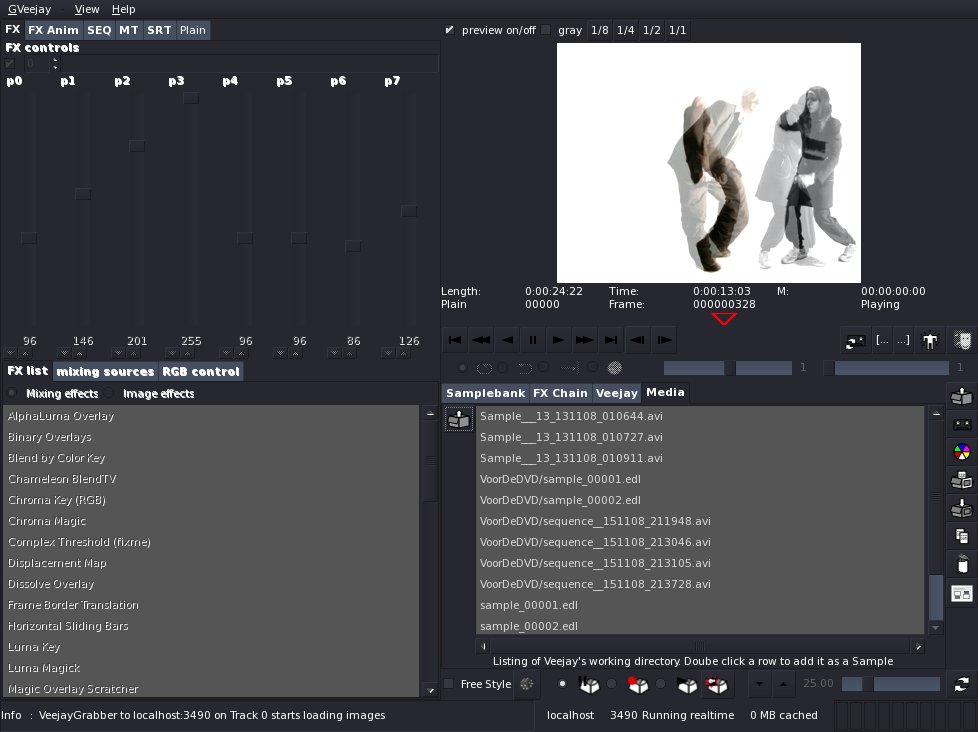 GVeejay View Help
FX FX Anim SEQ MT SRT Plain
FX controls
0
p0 p1 p2 p3 p4 p5 p6 p7
96 146 201 255 96 96 86 126
FX list mixing sources RGB control
Mixing effects Image effects
AlphaLuma Overlay
Binary Overlays
Blend by Color Key
Chameleon BlendTV
Chroma Key (RGB)
Chroma Magic
Complex Threshold (fixme)
Displacement Map
Dissolve Overlay
Frame Border Translation
Horizontal Sliding Bars
Luma Key
Luma Magick
Magic Overlay Scratcher
preview on/off gray 1/8 1/4 1/2 1/1
Length: 0:00:24:22 Time: 0:00:13:03 M: 00:00:00:00
Plain 00000 Frame: 000000328 Playing
[... ...]
1 1
Samplebank FX Chain Veejay Media
Sample___13_131108_010644.avi
Sample___13_131108_010727.avi
Sample___13_131108_010911.avi
VoorDeDVD/sample_00001.edl
VoorDeDVD/sample_00002.edl
VoorDeDVD/sequence__151108_211948.avi
VoorDeDVD/sequence__151108_213046.avi
VoorDeDVD/sequence__151108_213105.avi
VoorDeDVD/sequence__151108_213728.avi
sample_00001.edl
sample_00002.edl
Listing of Veejay's working directory. Doube click a row to add it as a Sample
Free Style 25.00
Info : VeejayGrabber to localhost:3490 on Track 0 starts loading images
localhost 3490 Running realtime 0 MB cached